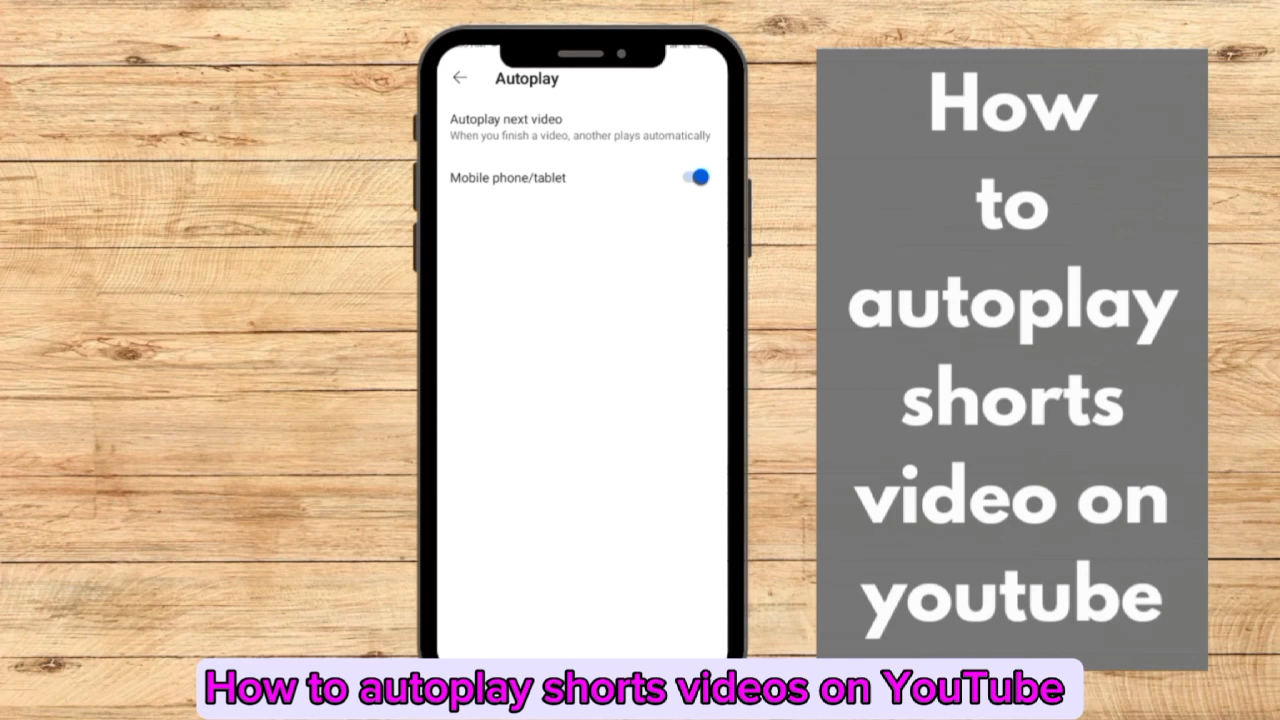 Autoplay
Autoplay next video
When you finish a video, another plays automatically
Mobile phone/tablet
How
to
autoplay
shorts
video on
youtube
How to autoplay shorts videos on YouTube